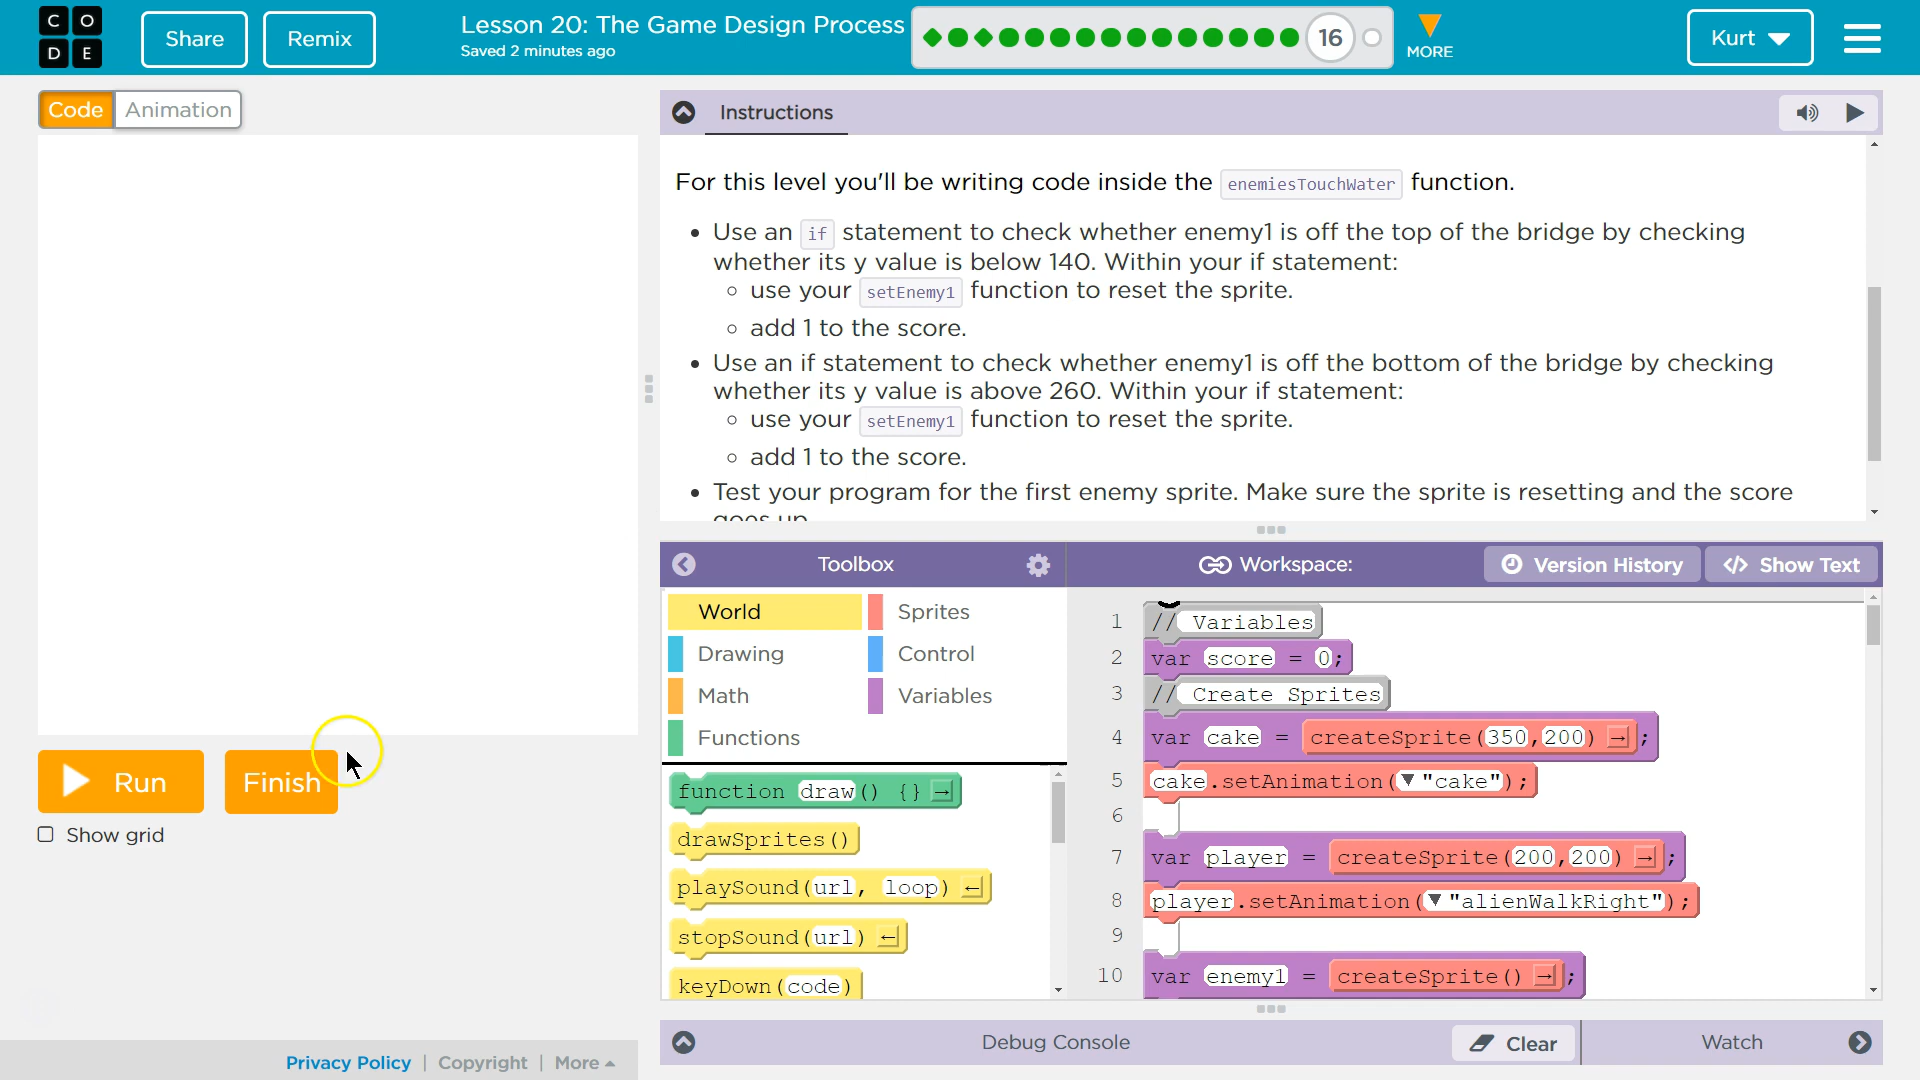 C O
D E
Share
Remix
Lesson 20: The Game Design Process
Saved 2 minutes ago
16
MORE
Kurt
Code
Animation
Instructions
For this level you'll be writing code inside the enemiesTouchWater function.
Use an if statement to check whether enemy1 is off the top of the bridge by checking
whether its y value is below 140. Within your if statement:
use your setEnemy1 function to reset the sprite.
add 1 to the score.
Use an if statement to check whether enemy1 is off the bottom of the bridge by checking
whether its y value is above 260. Within your if statement:
use your setEnemy1 function to reset the sprite.
add 1 to the score.
Test your program for the first enemy sprite. Make sure the sprite is resetting and the score
goes up
Run
Finish
Show grid
Toolbox
Workspace:
Version History
</> Show Text
World
Sprites
Drawing
Control
Math
Variables
Functions
function draw() {}
drawSprites()
playSound(url, loop)
stopSound(url)
keyDown(code)
1 // Variables
2 var score = 0;
3 // Create Sprites
4 var cake = createSprite(350,200);
5 cake.setAnimation("cake");
6
7 var player = createSprite(200,200);
8 player.setAnimation("alienWalkRight");
9
10 var enemy1 = createSprite();
Debug Console
Clear
Watch
Privacy Policy | Copyright | More